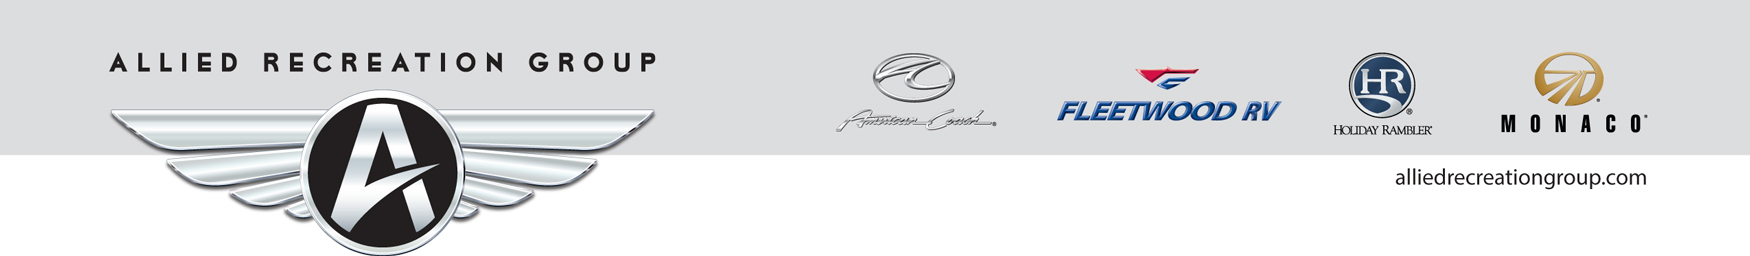 ALLIED RECREATION GROUP
A
American Coach®
FLEETWOOD RV
HR®
HOLIDAY RAMBLER®
MONACO®
alliedrecreationgroup.com